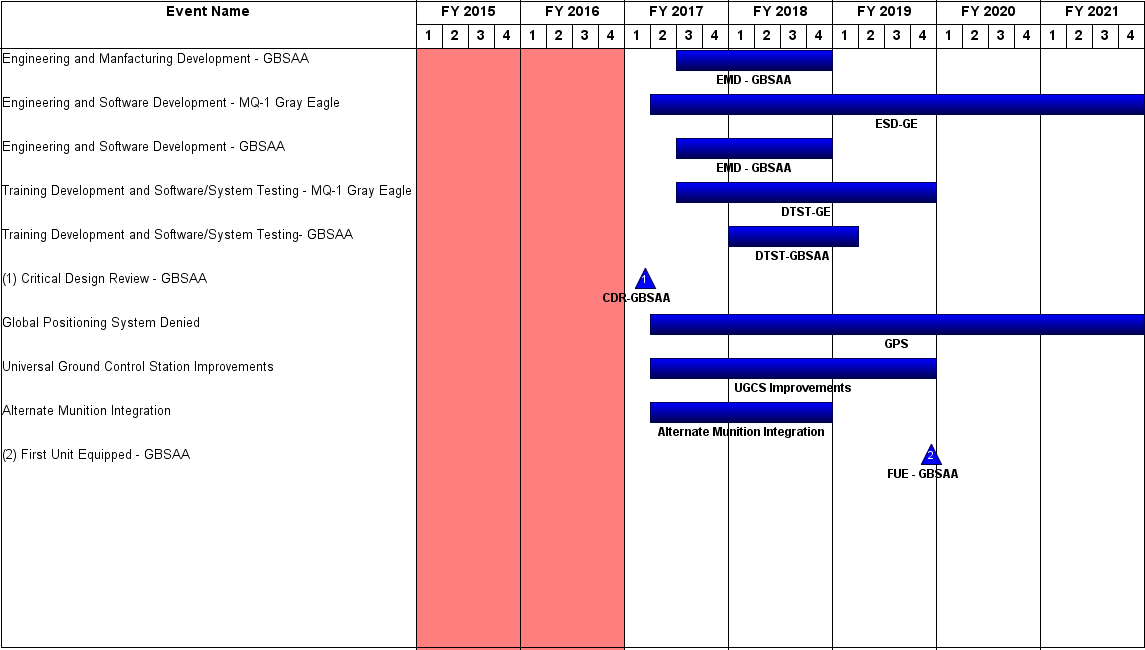 Event Name FY 2015 FY 2016 FY 2017 FY 2018 FY 2019 FY 2020 FY 2021
1 2 3 4 1 2 3 4 1 2 3 4 1 2 3 4 1 2 3 4 1 2 3 4 1 2 3 4
Engineering and Manfacturing Development - GBSAA
EMD - GBSAA
Engineering and Software Development - MQ-1 Gray Eagle
ESD-GE
Engineering and Software Development - GBSAA
EMD - GBSAA
Training Development and Software/System Testing - MQ-1 Gray Eagle
DTST-GE
Training Development and Software/System Testing- GBSAA
DTST-GBSAA
(1) Critical Design Review - GBSAA 1
CDR-GBSAA
Global Positioning System Denied
GPS
Universal Ground Control Station Improvements
UGCS Improvements
Alternate Munition Integration
Alternate Munition Integration
(2) First Unit Equipped - GBSAA 2
FUE - GBSAA